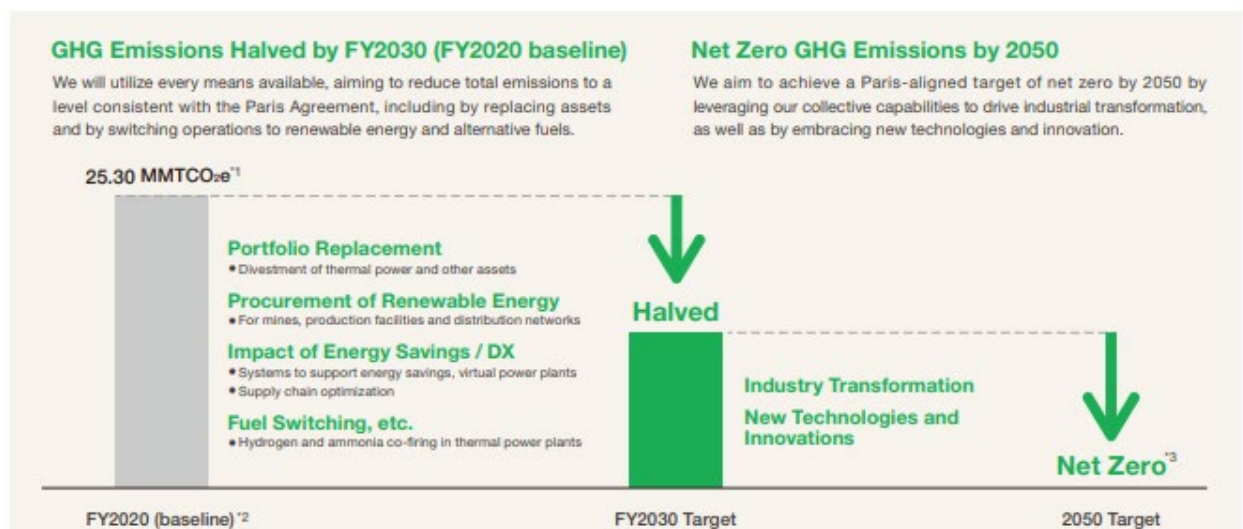 GHG Emissions Halved by FY2030 (FY2020 baseline)
We will utilize every means available, aiming to reduce total emissions to a
level consistent with the Paris Agreement, including by replacing assets
and by switching operations to renewable energy and alternative fuels.
Net Zero GHG Emissions by 2050
We aim to achieve a Paris-aligned target of net zero by 2050 by
leveraging our collective capabilities to drive industrial transformation,
as well as by embracing new technologies and innovation.
25.30 MMTCO₂e*1
Portfolio Replacement
• Divestment of thermal power and other assets
Procurement of Renewable Energy
• For mines, production facilities and distribution networks
Impact of Energy Savings / DX
• Systems to support energy savings, virtual power plants
• Supply chain optimization
Fuel Switching, etc.
• Hydrogen and ammonia co-firing in thermal power plants
Halved
Industry Transformation
New Technologies and
Innovations
Net Zero*3
FY2020 (baseline)*2
FY2030 Target
2050 Target